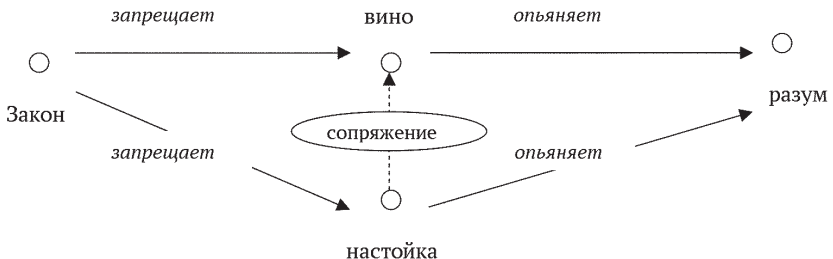 запрещает
вино
опьяняет
Закон
разум
сопряжение
запрещает
опьяняет
настойка